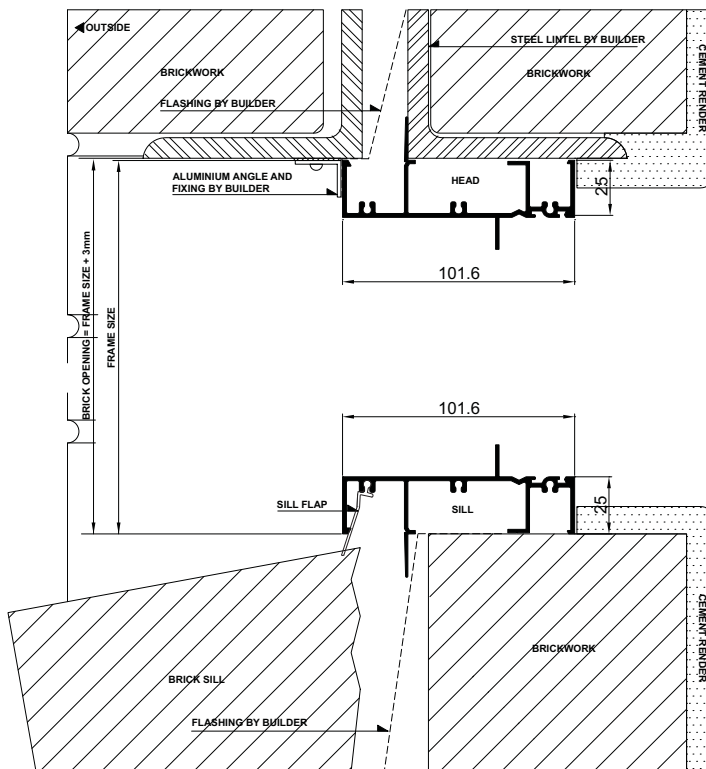 OUTSIDE
STEEL LINTEL BY BUILDER
BRICKWORK
BRICKWORK
CEMENT RENDER
FLASHING BY BUILDER
ALUMINIUM ANGLE AND
FIXING BY BUILDER
HEAD
25
101.6
BRICK OPENING = FRAME SIZE + 3mm
FRAME SIZE
101.6
SILL FLAP
SILL
25
CEMENT RENDER
BRICKWORK
BRICK SILL
FLASHING BY BUILDER